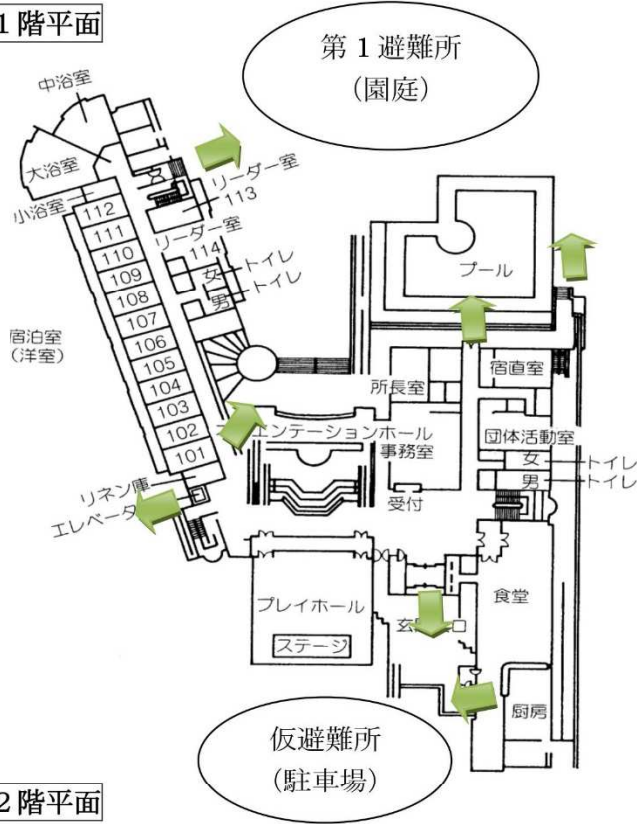 1階平面
第1避難所
（園庭）
中浴室
大浴室
小浴室
リーダー室
113
リーダー室
114
女 トイレ
男 トイレ
112
111
110
109
108
107
106
105
104
103
102
101
宿泊室
（洋室）
リネン庫
エレベータ
プール
所長室
宿直室
エンテーションホール
事務室
団体活動室
女 トイレ
男 トイレ
受付
プレイホール
ステージ
玄
口
食堂
厨房
仮避難所
（駐車場）
2階平面